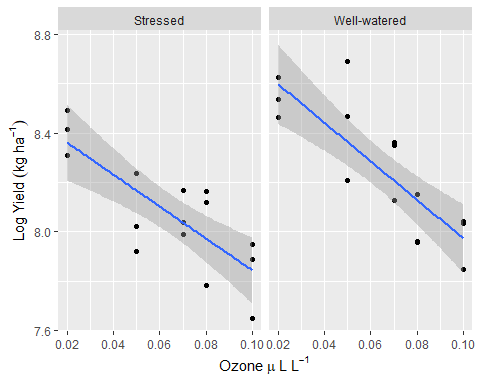 Stressed
Well-watered
8.8
8.4
8.0
7.6
Log Yield (kg ha⁻¹)
0.02 0.04 0.06 0.08 0.10 0.02 0.04 0.06 0.08 0.10
Ozone μ L L⁻¹